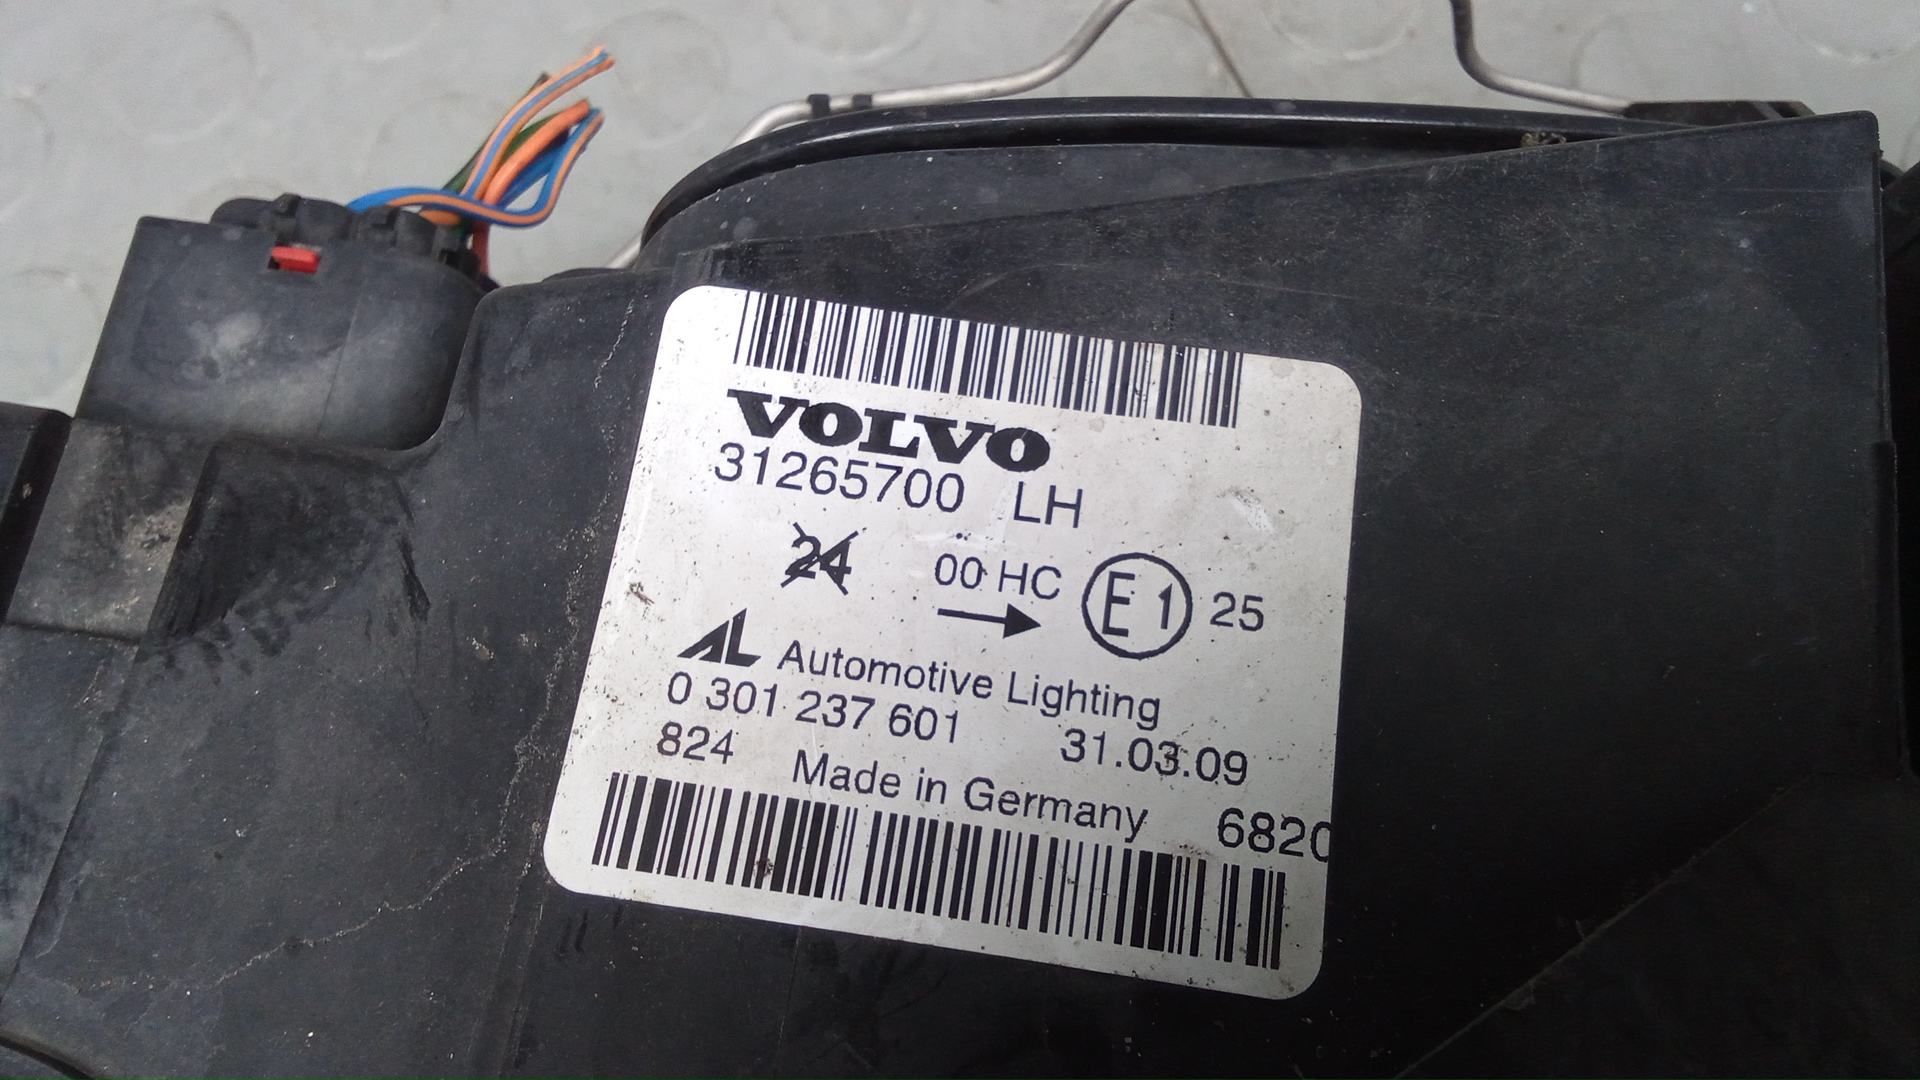 VOLVO
31265700 LH
24 00 HC E1 25
AL Automotive Lighting
0 301 237 601 31.03.09
824 Made in Germany 6820